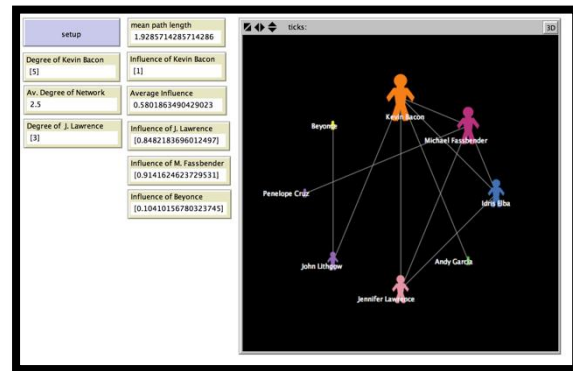 setup
mean path length
1.9285714285714286
Degree of Kevin Bacon
[5]
Influence of Kevin Bacon
[1]
Av. Degree of Network
2.5
Average Influence
0.5801863490429023
Degree of J. Lawrence
[3]
Influence of J. Lawrence
[0.8482183696012497]
Influence of M. Fassbender
[0.9141624623729531]
Influence of Beyonce
[0.10410156780323745]
ticks:
3D
Kevin Bacon
Beyonce
Michael Fassbender
Penelope Cruz
Idris Elba
John Lithgow
Andy Garcia
Jennifer Lawrence